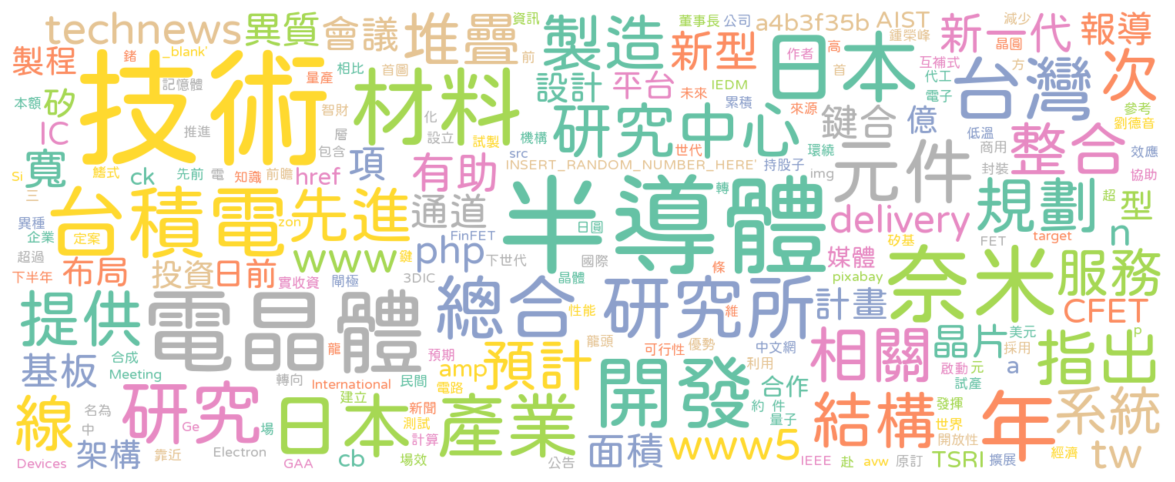 technews 異質 會議 堆疊 資訊 製造 董事長 公司 a4b3f35b AIST 減少 報導
製程 鍺 _blank' 前 新型 日本 作者 鍾榮峰 高 新一代 晶圓
技術 量產 相比 首圖 設計 平台 IEDM 首 互補式 方 次
本額 矽 記憶體 智財 材料 化 未來 累積 來源 代工 台灣 參考
IC 推進 層 設立 試製 機構 研究中心 世代 鍵合 億 電子 低溫 劉德音
包含 src INSERT_RANDOM_NUMBER_HERE' 持股子 環繞 商用 整合 效應
寬 Si 鰭式 先前 電 知識 前瞻 href 項 有助 img 元件 封裝 協助
三 ck 轉 超 型
異種 台積電 zon 先進 通道 半導體 日圓 delivery 規劃 n
企業 定案 www FinFET php 條 矽基 FET target
超過 布局 投資 日前 鍵 下世代 國際 媒體 奈米 服務
下半年 實收資 閘極 3DIC 晶體 pixabay
提供 電晶體 總合 性能 研究所 維 計畫 CFET
龍 預期 龍頭 優勢 中文網 相關 晶片 美元 P 指出
基板 合成 民間 amp 預計 可行性 利用 啟動 元 採用
Meeting 轉向 International 電路 開發 合作 a 試產
線 名為 研究 建立 日本 新聞 產業 約 件 結構 發揮 年 系統
中 Ge 場 測試 量子 世界
架構 靠近 Electron 計算 公告 面積 www5 開放性 經濟 tw
Devices GAA cb 場效 IEEE 赴 avw 原訂 TSRI 擴展